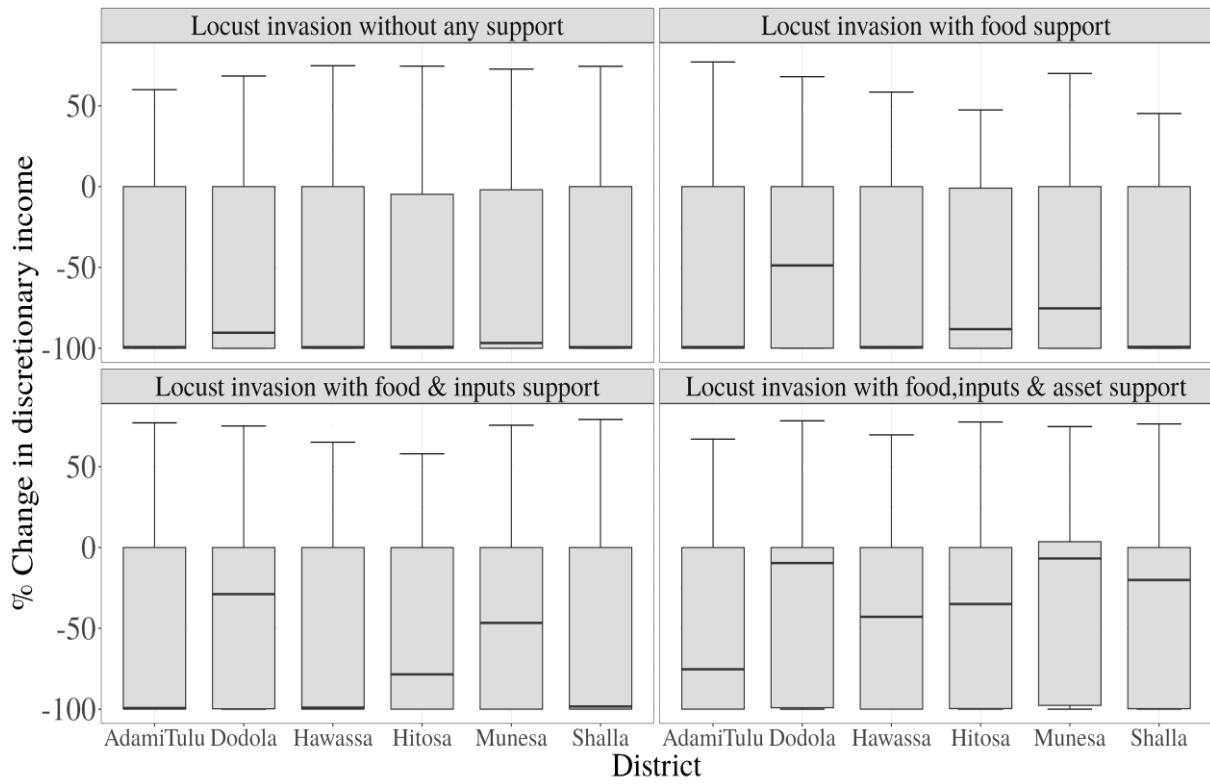 Locust invasion without any support
Locust invasion with food support
50
0
-50
-100
Locust invasion with food & inputs support
Locust invasion with food,inputs & asset support
50
0
-50
-100
% Change in discretionary income
AdamiTulu Dodola Hawassa Hitosa Munesa Shalla
AdamiTulu Dodola Hawassa Hitosa Munesa Shalla
District